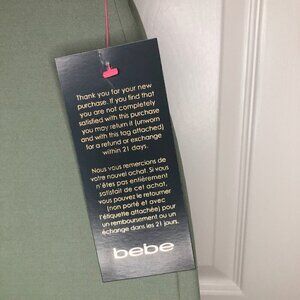 Thank you for your new
purchase. If you find that
you are not completely
satisfied with this purchase
you may return it (unworn
and with this tag attached)
for a refund or exchange
within 21 days.
Nous vous remercions de
votre nouvel achat. Si vous
n'êtes pas entièrement
satisfait de cet achat,
vous pouvez le retourner
(non porté et avec
l'étiquette attachée) pour
un remboursement ou un
échange dans les 21 jours.
bebe